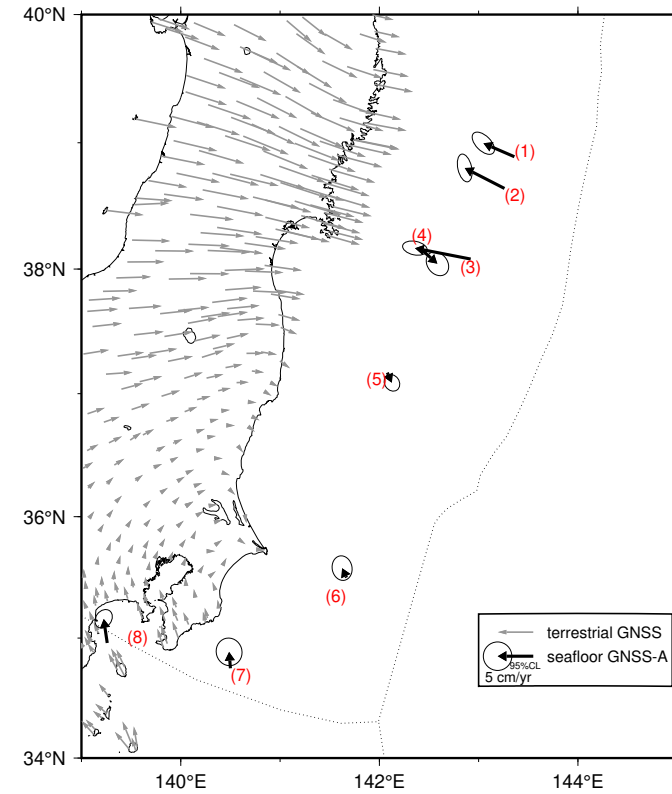 40°N
(1)
(2)
(4)
(3)
38°N
(5)
36°N
(6)
(8)
(7)
terrestrial GNSS
seafloor GNSS-A
95%CL
5 cm/yr
34°N
140°E
142°E
144°E